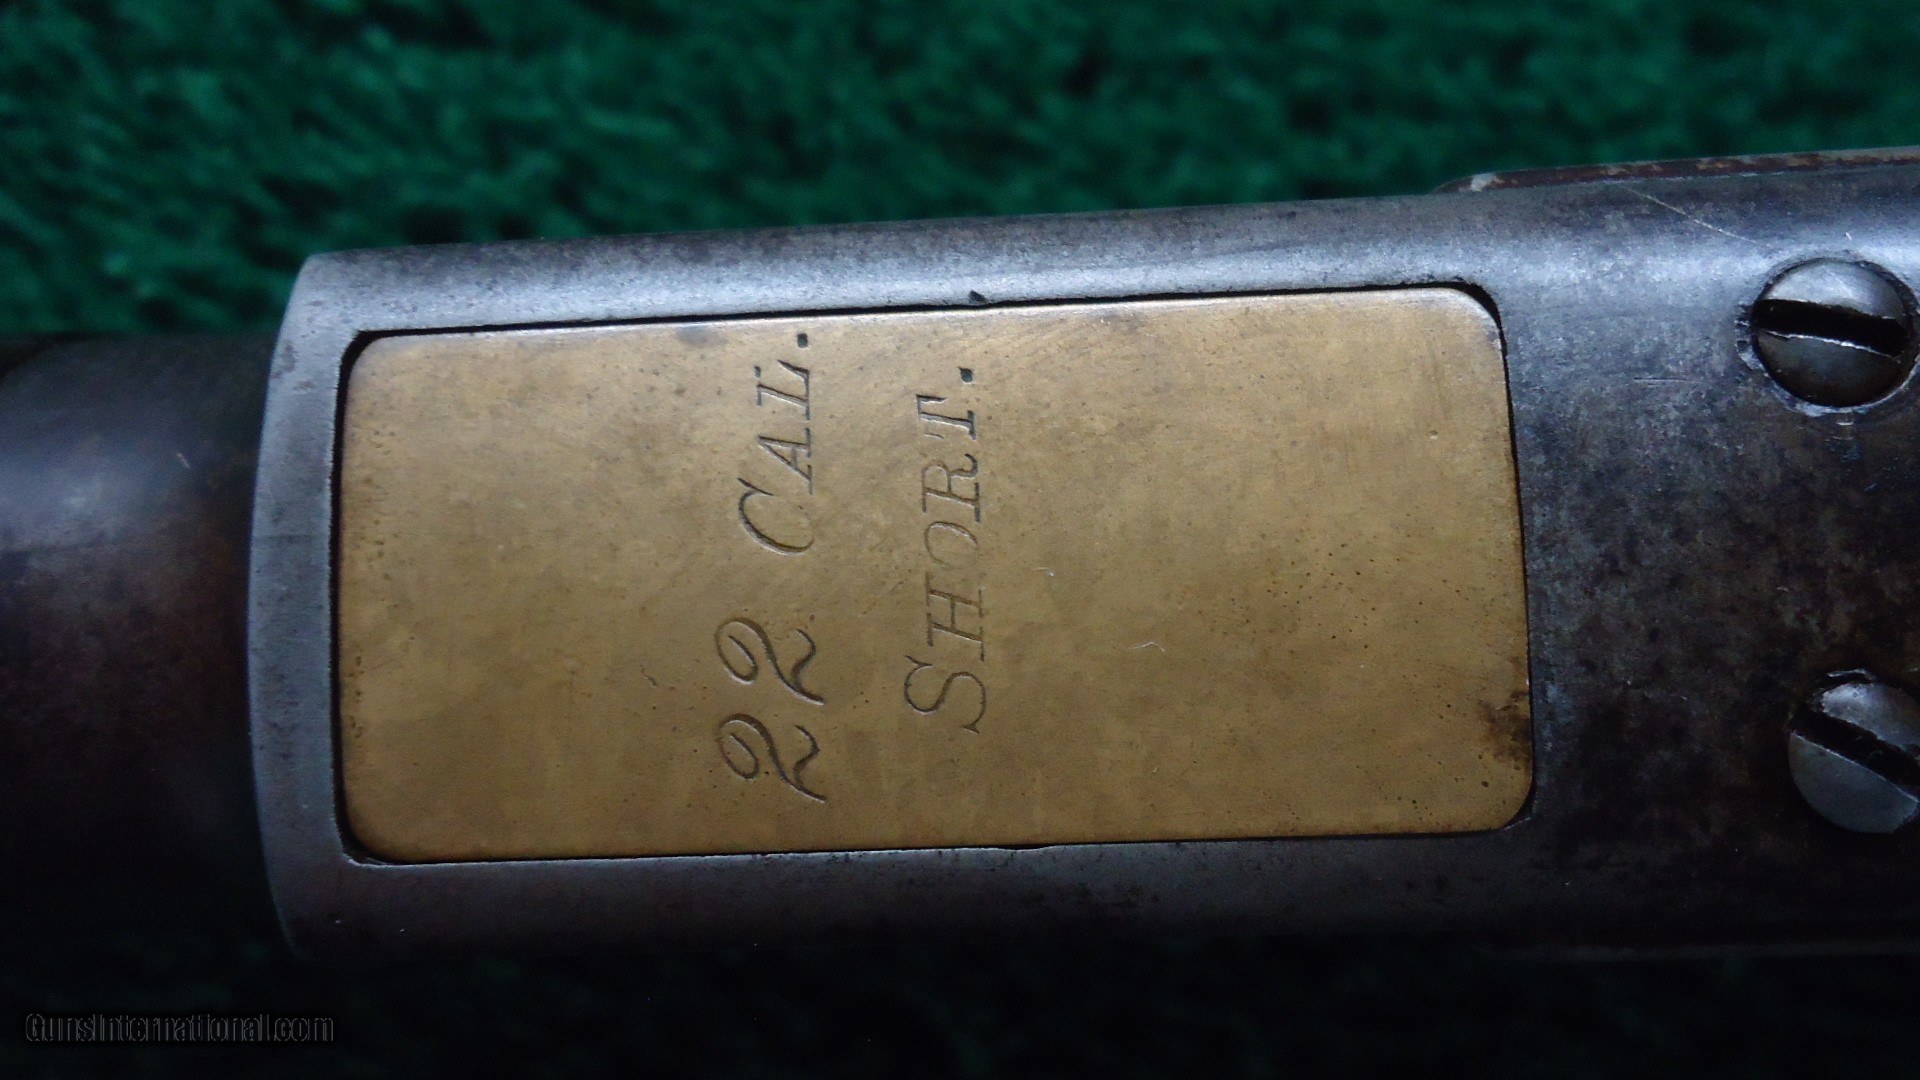 22 CAL.
SHORT.
GunsInternational.com